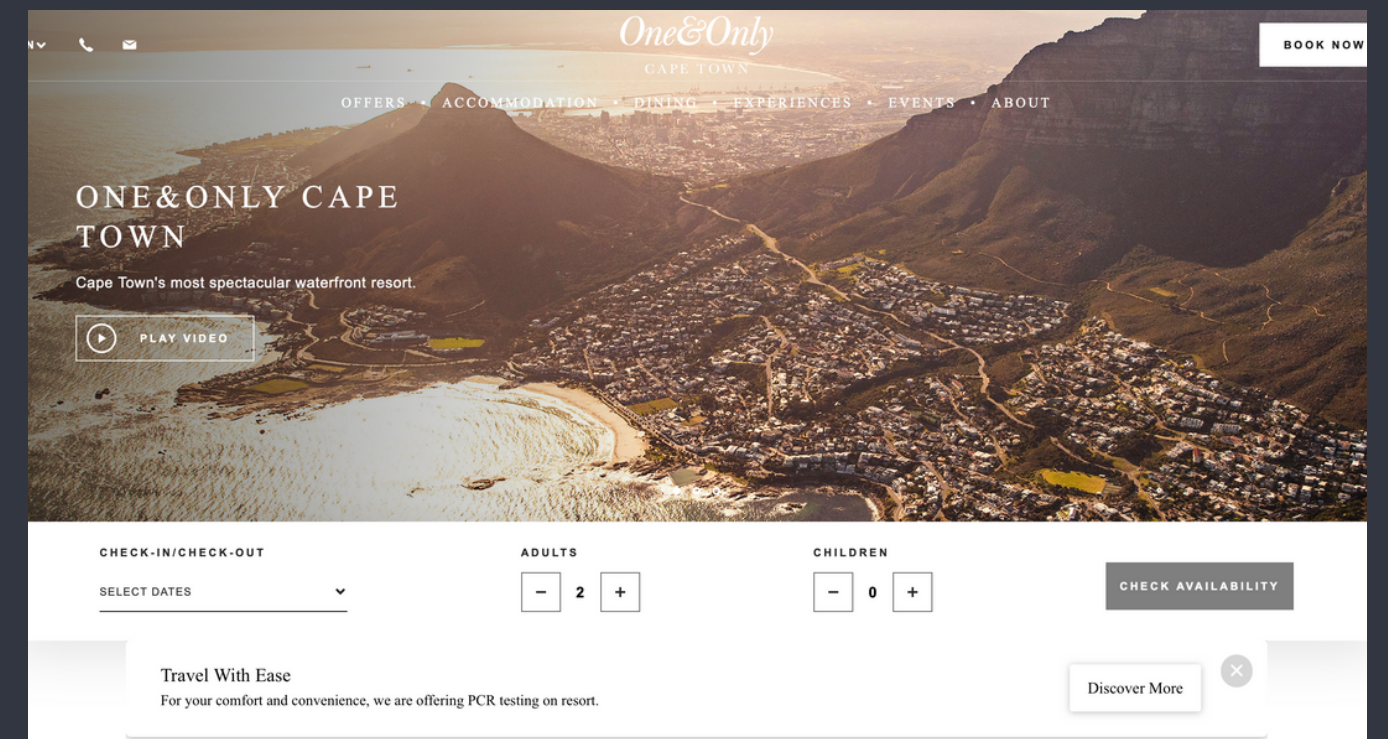 One&Only
CAPE TOWN
BOOK NOW
OFFERS • ACCOMMODATION • DINING • EXPERIENCES • EVENTS • ABOUT
ONE&ONLY CAPE
TOWN
Cape Town's most spectacular waterfront resort.
PLAY VIDEO
CHECK-IN/CHECK-OUT
ADULTS
CHILDREN
SELECT DATES
− 2 +
− 0 +
CHECK AVAILABILITY
Travel With Ease
For your comfort and convenience, we are offering PCR testing on resort.
Discover More